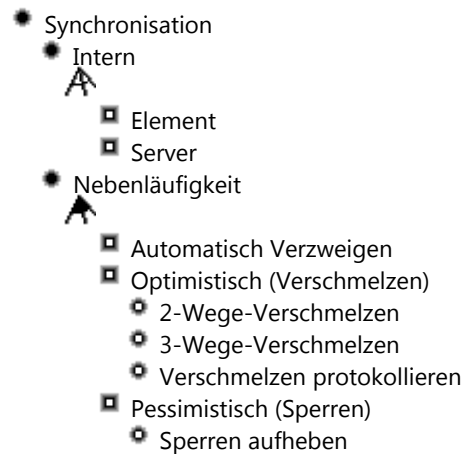 Synchronisation
Intern
Element
Server
Nebenläufigkeit
Automatisch Verzweigen
Optimistisch (Verschmelzen)
2-Wege-Verschmelzen
3-Wege-Verschmelzen
Verschmelzen protokollieren
Pessimistisch (Sperren)
Sperren aufheben